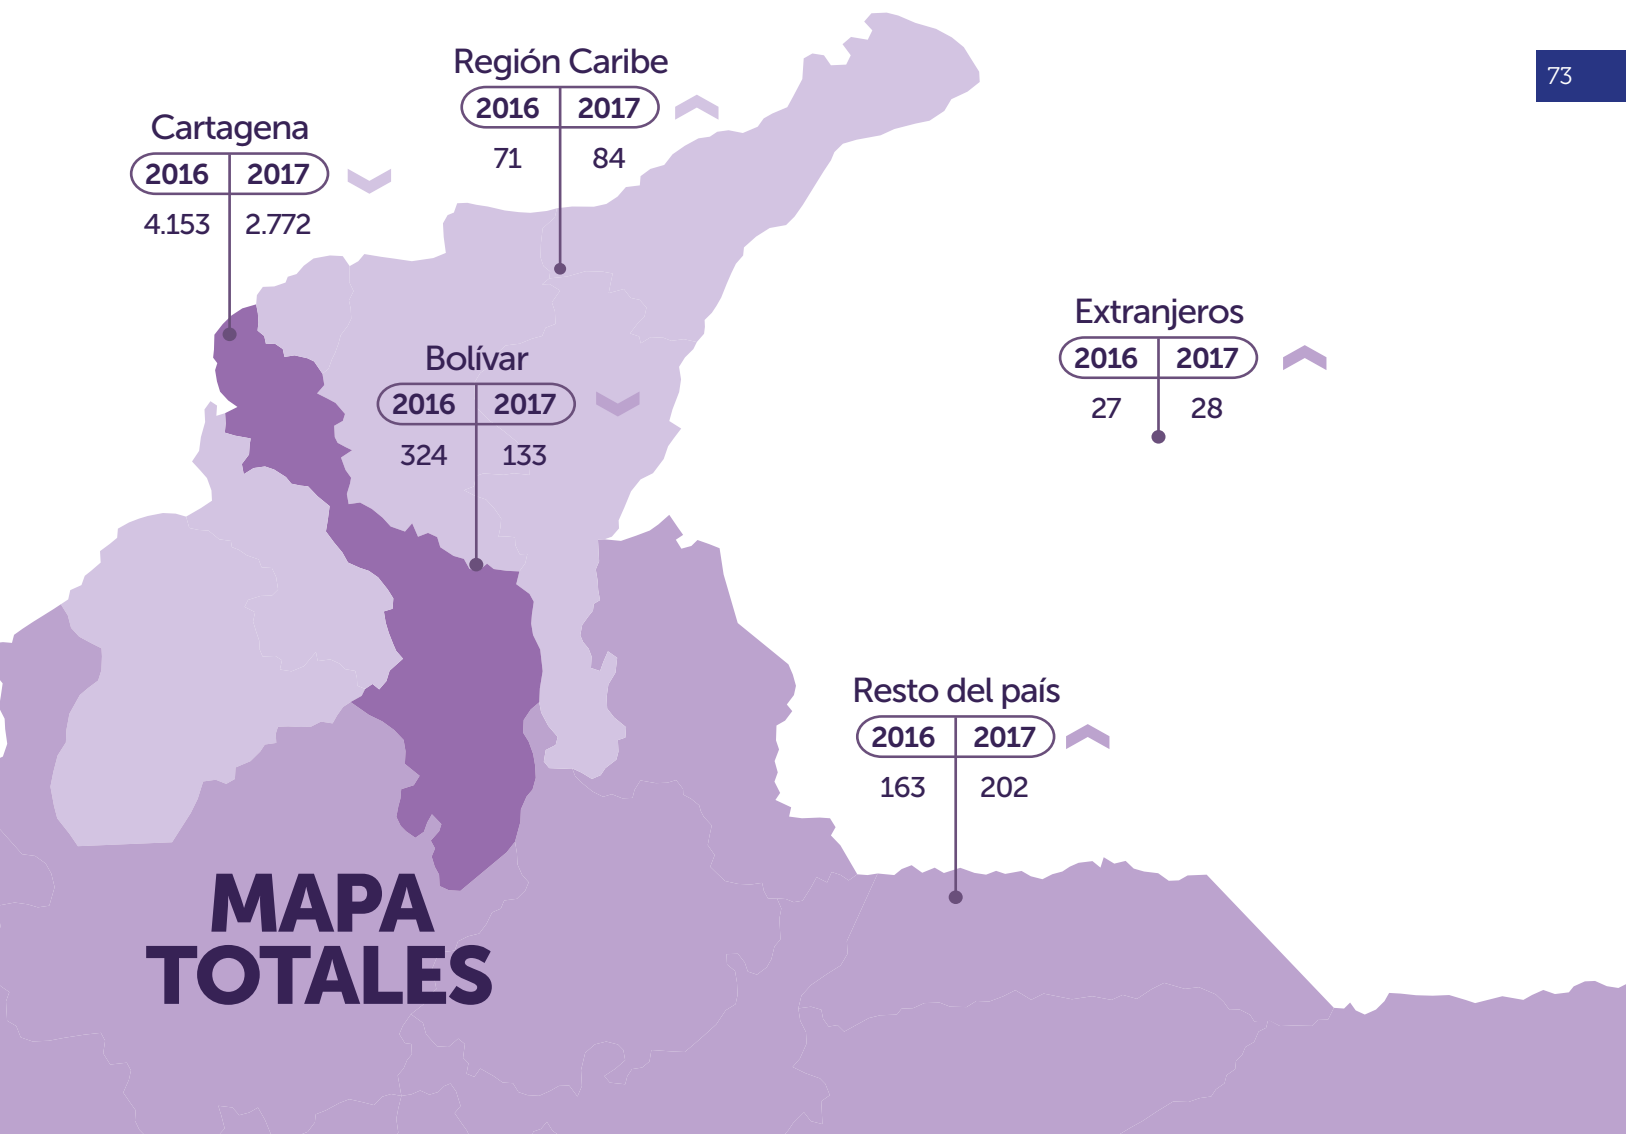 73
Región Caribe
2016 2017
71 84
Cartagena
2016 2017
4.153 2.772
Extranjeros
2016 2017
27 28
Bolívar
2016 2017
324 133
Resto del país
2016 2017
163 202
MAPA
TOTALES